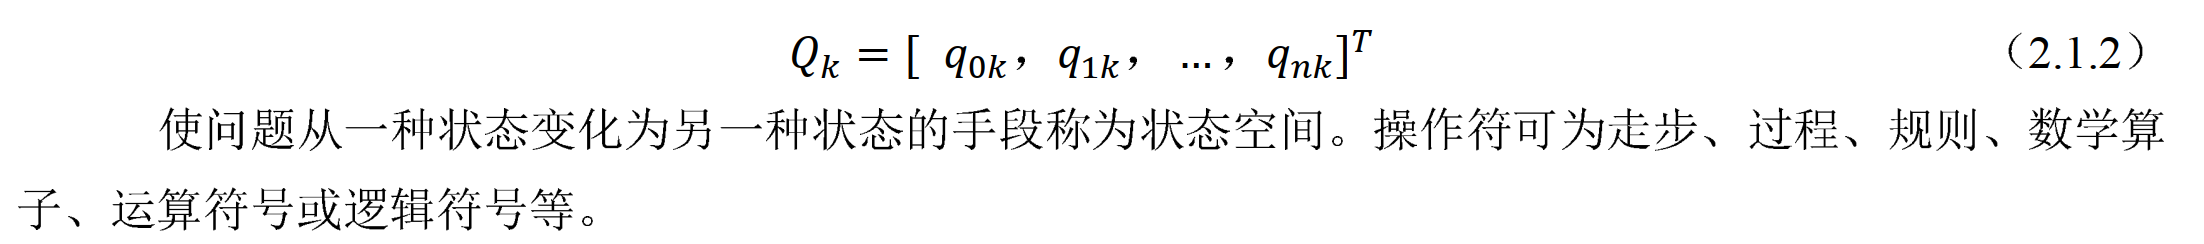 Q_k = [ q_{0k}，q_{1k}， …，q_{nk}]^T （2.1.2）
使问题从一种状态变化为另一种状态的手段称为状态空间。操作符可为走步、过程、规则、数学算
子、运算符号或逻辑符号等。